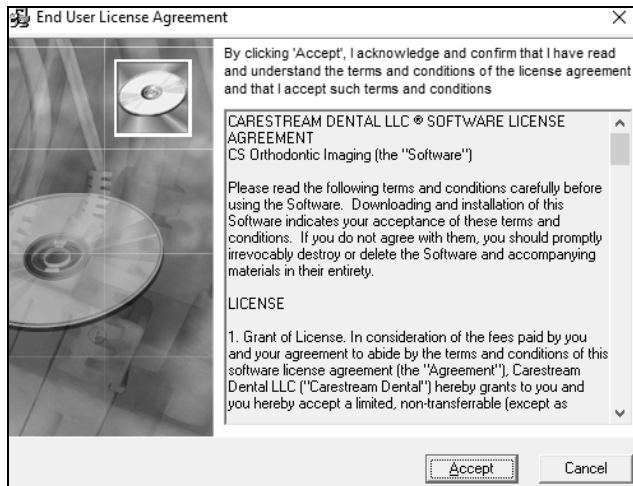 End User License Agreement
By clicking 'Accept', I acknowledge and confirm that I have read
and understand the terms and conditions of the license agreement
and that I accept such terms and conditions
CARESTREAM DENTAL LLC ® SOFTWARE LICENSE
AGREEMENT
CS Orthodontic Imaging (the "Software")
Please read the following terms and conditions carefully before
using the Software.  Downloading and installation of this
Software indicates your acceptance of these terms and
conditions.  If you do not agree with them, you should promptly
irrevocably destroy or delete the Software and accompanying
materials in their entirety.
LICENSE
1. Grant of License. In consideration of the fees paid by you
and your agreement to abide by the terms and conditions of this
software license agreement (the "Agreement"), Carestream
Dental LLC ("Carestream Dental") hereby grants to you and
you hereby accept a limited, non-transferrable (except as
Accept
Cancel